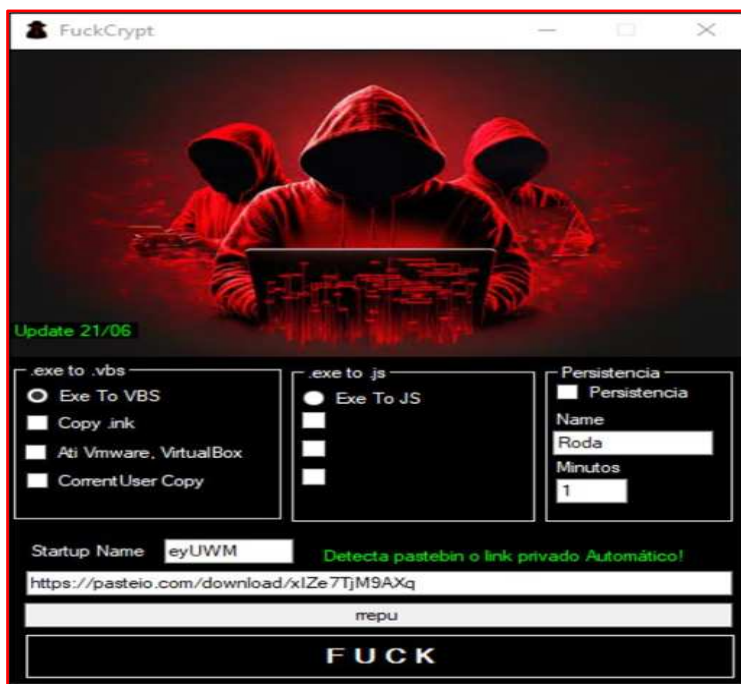 FuckCrypt
Update 21/06
.exe to .vbs
Exe To VBS
Copy .ink
Ati Vmware, VirtualBox
CorrentUser Copy
.exe to .js
Exe To JS
Persistencia
Persistencia
Name
Roda
Minutos
1
Startup Name
eyUWM
Detecta pastebin o link privado Automático!
https://pasteio.com/download/xIZe7TjM9AXq
rrepu
FUCK